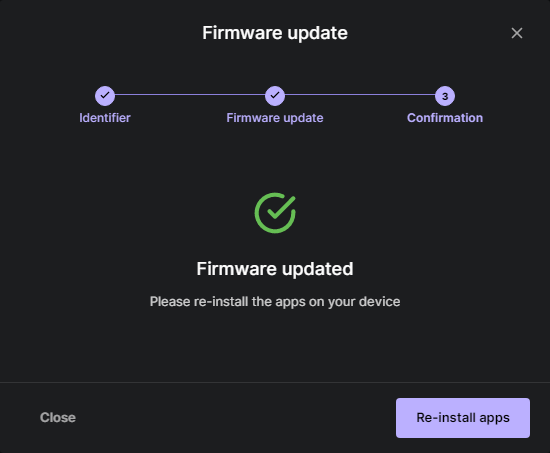 Firmware update
3
Identifier
Firmware update
Confirmation
Firmware updated
Please re-install the apps on your device
Close
Re-install apps